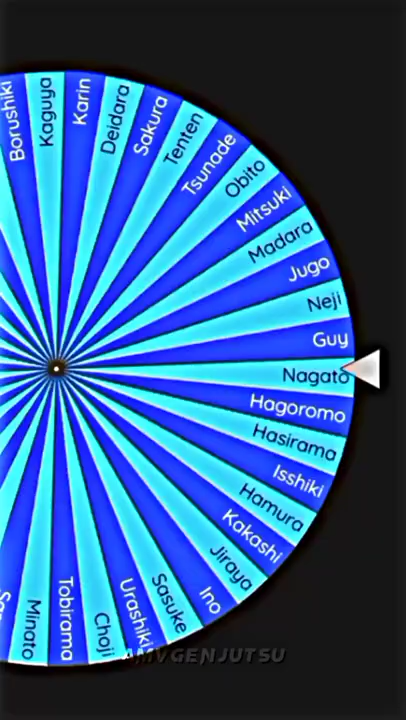 Borushiki
Kaguya
Karin
Deidara
Sakura
Tenten
Tsunade
Obito
Mitsuki
Madara
Jugo
Neji
Guy
Nagato
Hagoromo
Hasirama
Isshiki
Hamura
Kakashi
Jiraya
Ino
Sasuke
Urashiki
Choji
Tobirama
Minato
AMVGENJUTSU